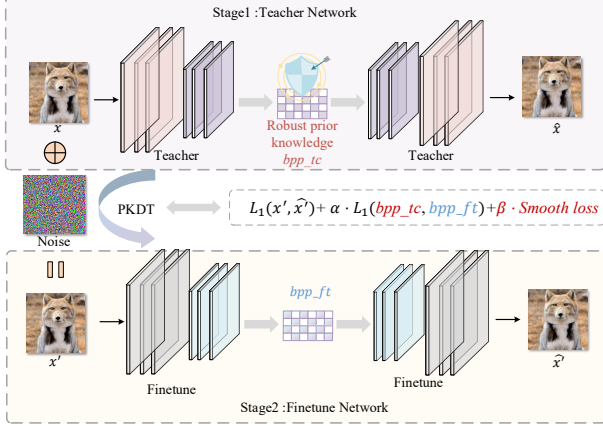 Stage1 :Teacher Network
x
Teacher
Robust prior
knowledge
bpp_tc
Teacher
x̂
PKDT
L₁(x′, x̂′)+ α · L₁(bpp_tc, bpp_ft)+β · Smooth loss
Noise
x′
Finetune
bpp_ft
Finetune
x̂′
Stage2 :Finetune Network